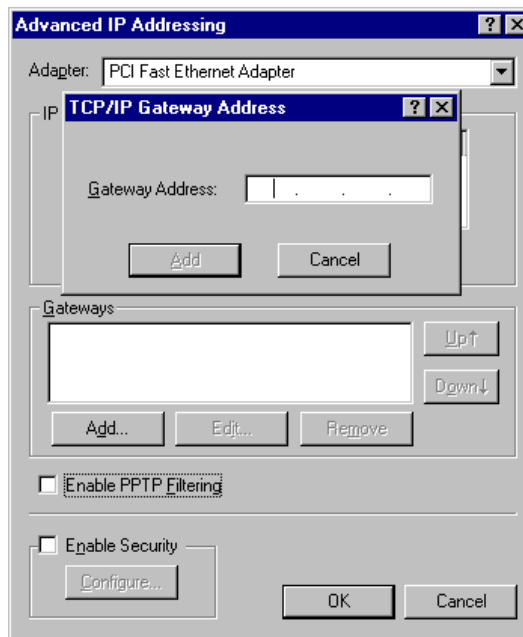 Advanced IP Addressing
Adapter: PCI Fast Ethernet Adapter
IP
TCP/IP Gateway Address
Gateway Address: . . .
Add
Cancel
Gateways
Up↑
Down↓
Add... Edit... Remove
Enable PPTP Filtering
Enable Security
Configure...
OK Cancel